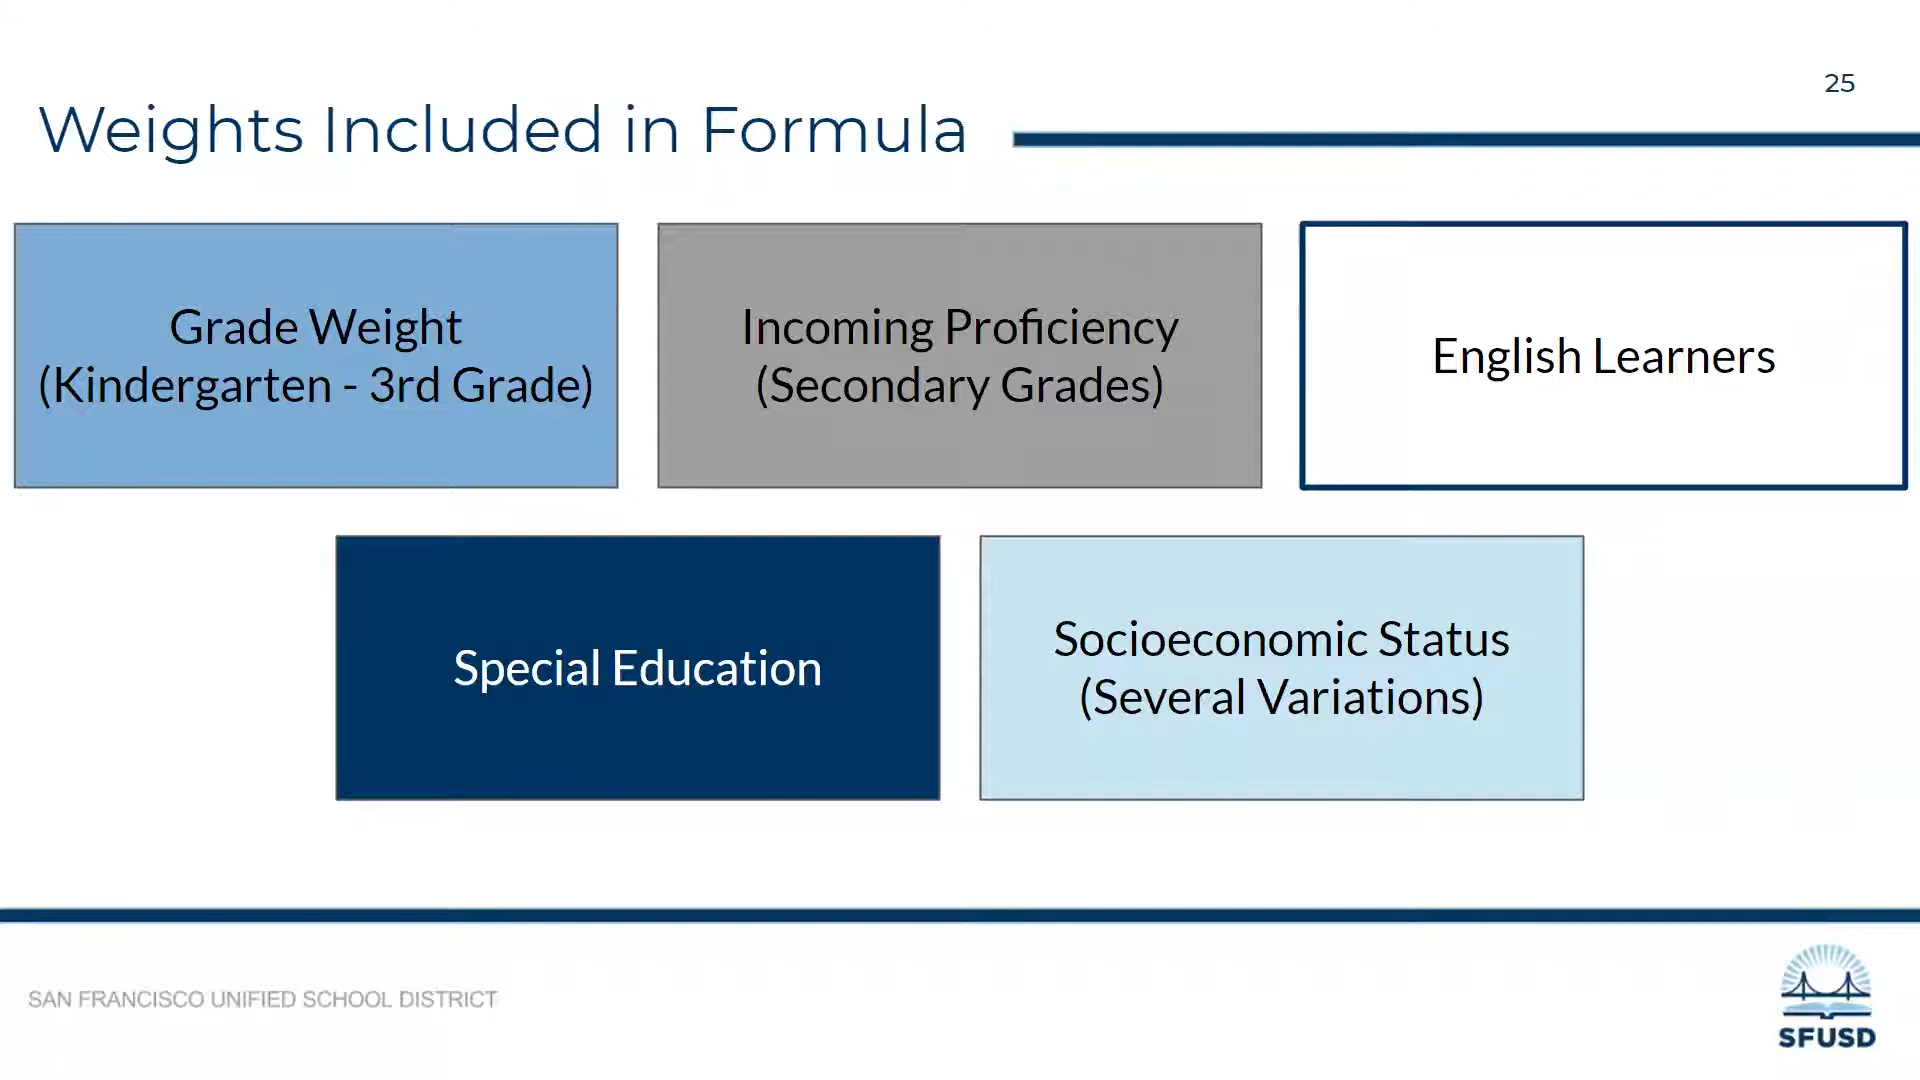 25
Weights Included in Formula
Grade Weight
(Kindergarten - 3rd Grade)
Incoming Proficiency
(Secondary Grades)
English Learners
Special Education
Socioeconomic Status
(Several Variations)
SAN FRANCISCO UNIFIED SCHOOL DISTRICT
SFUSD